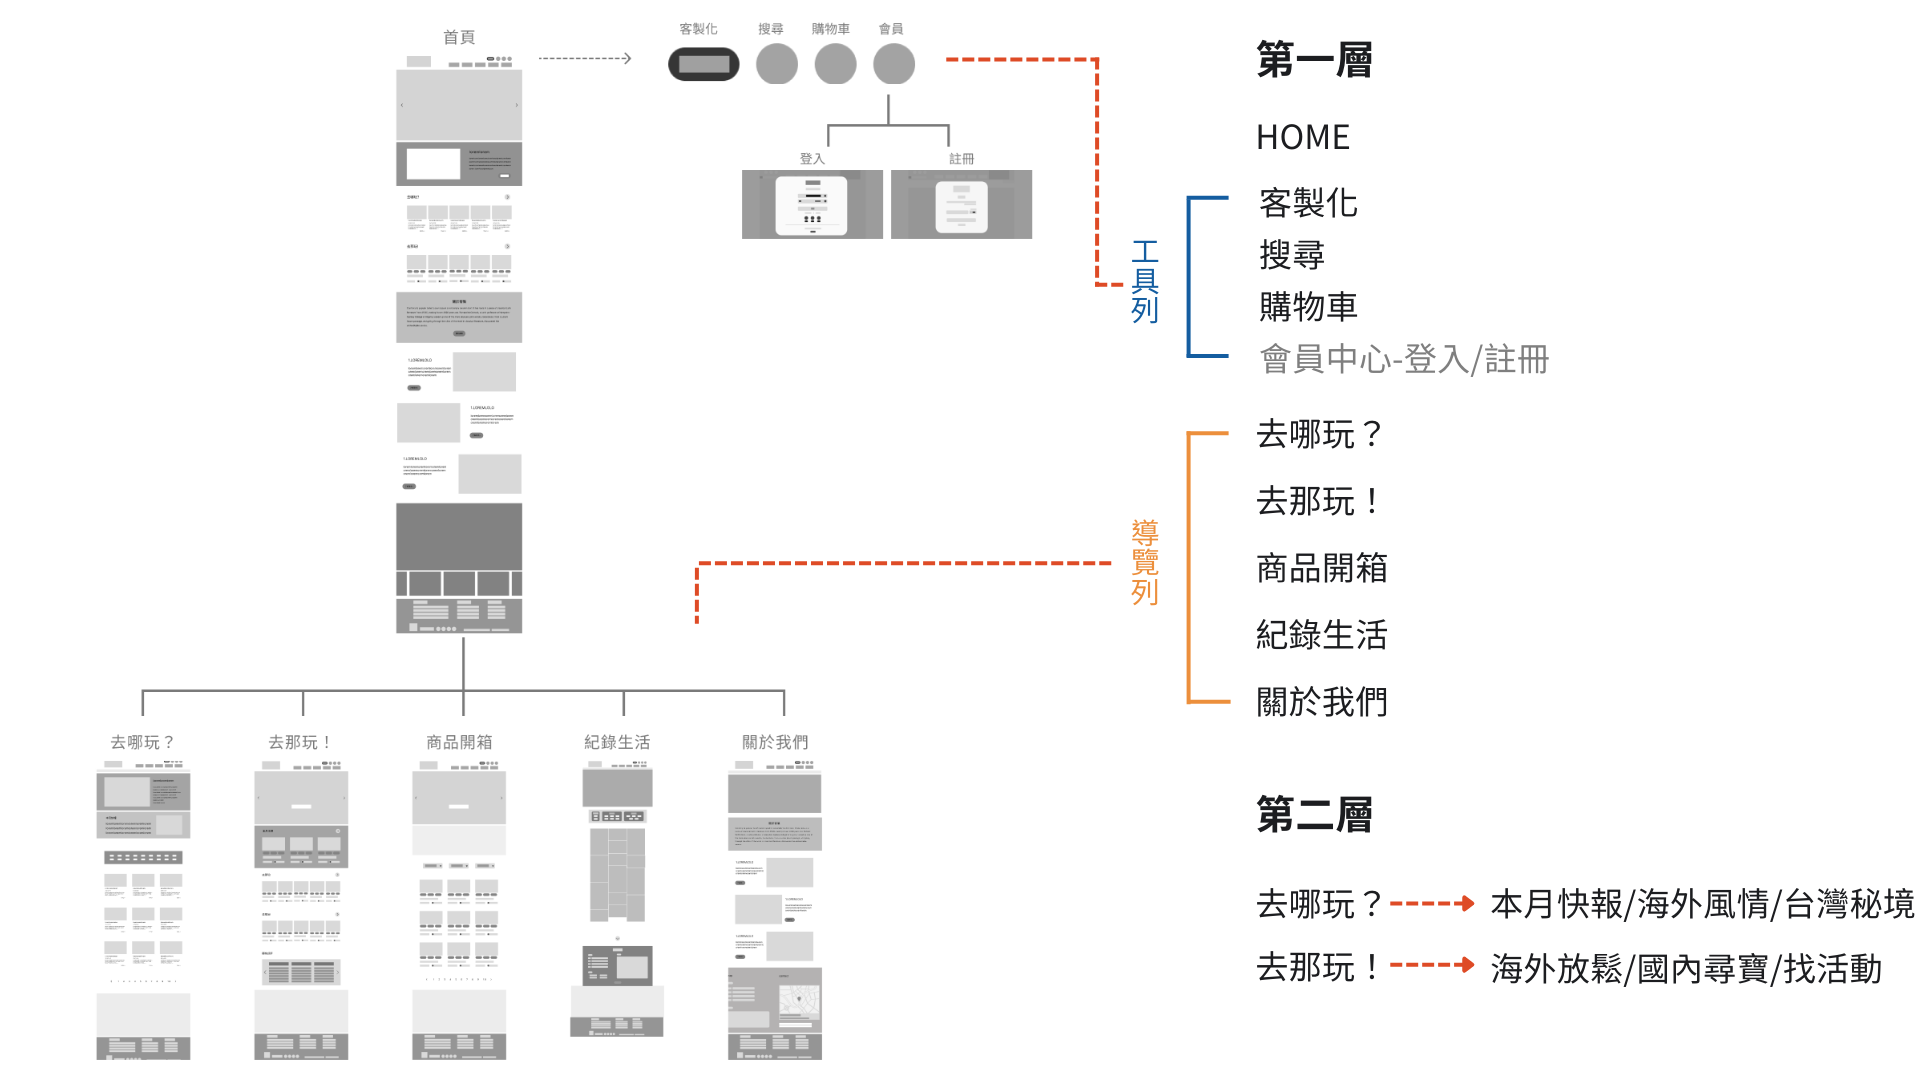 首頁
客製化
搜尋
購物車
會員
登入
註冊
去哪玩？
去那玩！
商品開箱
紀錄生活
關於我們
工具列
導覽列
第一層
HOME
客製化
搜尋
購物車
會員中心-登入/註冊
去哪玩？
去那玩！
商品開箱
紀錄生活
關於我們
第二層
去哪玩？ 本月快報/海外風情/台灣秘境
去那玩！ 海外放鬆/國內尋寶/找活動